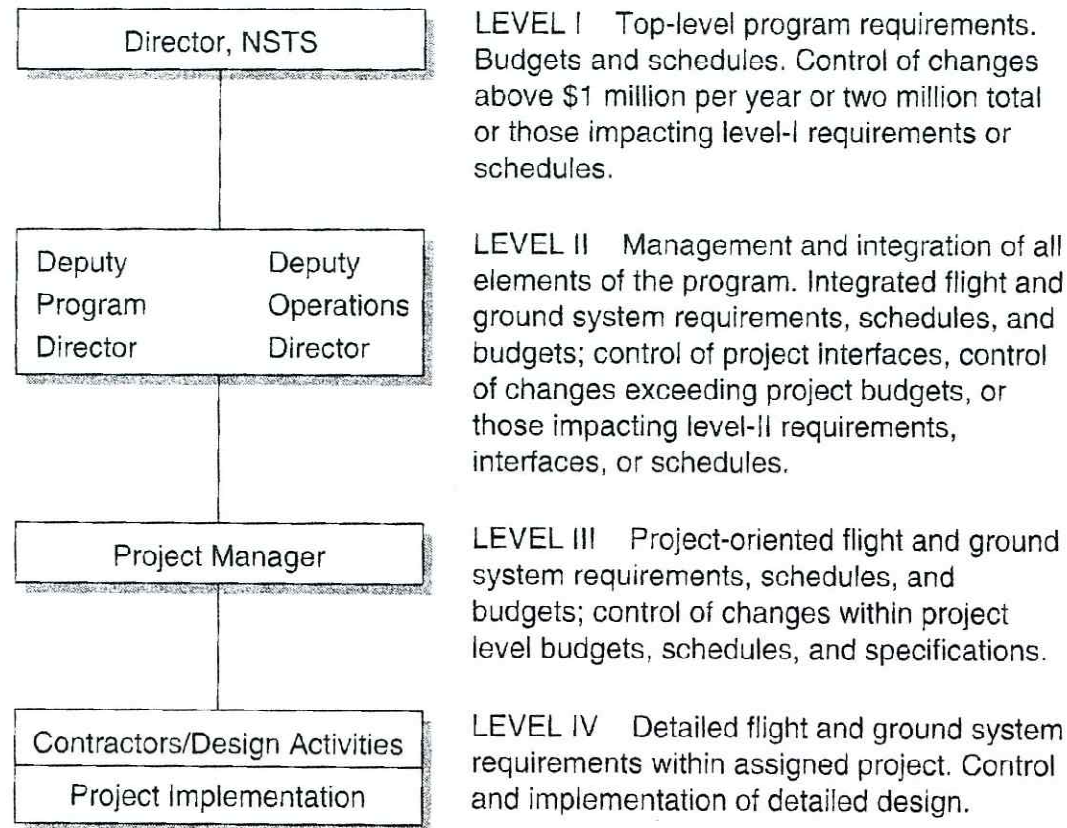 Director, NSTS
LEVEL I Top-level program requirements.
Budgets and schedules. Control of changes
above $1 million per year or two million total
or those impacting level-I requirements or
schedules.
Deputy Deputy
Program Operations
Director Director
LEVEL II Management and integration of all
elements of the program. Integrated flight and
ground system requirements, schedules, and
budgets; control of project interfaces, control
of changes exceeding project budgets, or
those impacting level-II requirements,
interfaces, or schedules.
Project Manager
LEVEL III Project-oriented flight and ground
system requirements, schedules, and
budgets; control of changes within project
level budgets, schedules, and specifications.
Contractors/Design Activities
Project Implementation
LEVEL IV Detailed flight and ground system
requirements within assigned project. Control
and implementation of detailed design.